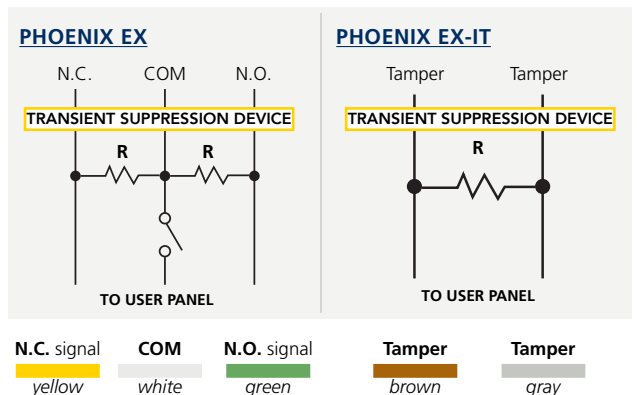 PHOENIX EX
N.C. COM N.O.
TRANSIENT SUPPRESSION DEVICE
R R
TO USER PANEL
PHOENIX EX-IT
Tamper Tamper
TRANSIENT SUPPRESSION DEVICE
R
TO USER PANEL
N.C. signal COM N.O. signal Tamper Tamper
yellow white green brown gray